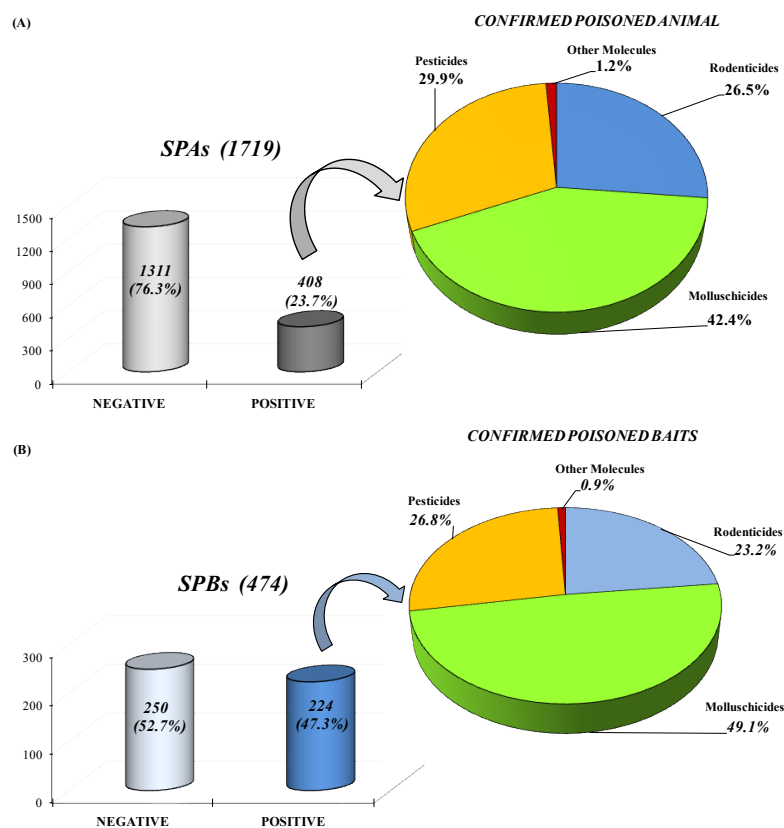 (A)
CONFIRMED POISONED ANIMAL
Other Molecules
1.2%
Pesticides
29.9%
Rodenticides
26.5%
SPAs (1719)
1500
1200
900
600
300
0
1311
(76.3%)
408
(23.7%)
Molluschicides
42.4%
NEGATIVE
POSITIVE
(B)
CONFIRMED POISONED BAITS
Other Molecules
0.9%
Pesticides
26.8%
Rodenticides
23.2%
SPBs (474)
300
200
100
0
250
(52.7%)
224
(47.3%)
Molluschicides
49.1%
NEGATIVE
POSITIVE